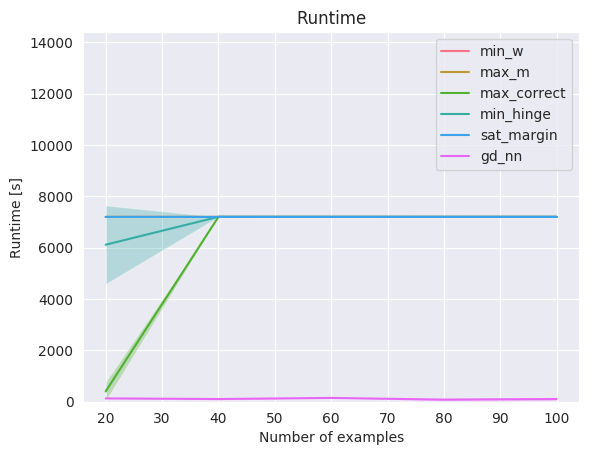 Runtime
14000
12000
10000
8000
6000
4000
2000
0
Runtime [s]
min_w
max_m
max_correct
min_hinge
sat_margin
gd_nn
20 30 40 50 60 70 80 90 100
Number of examples